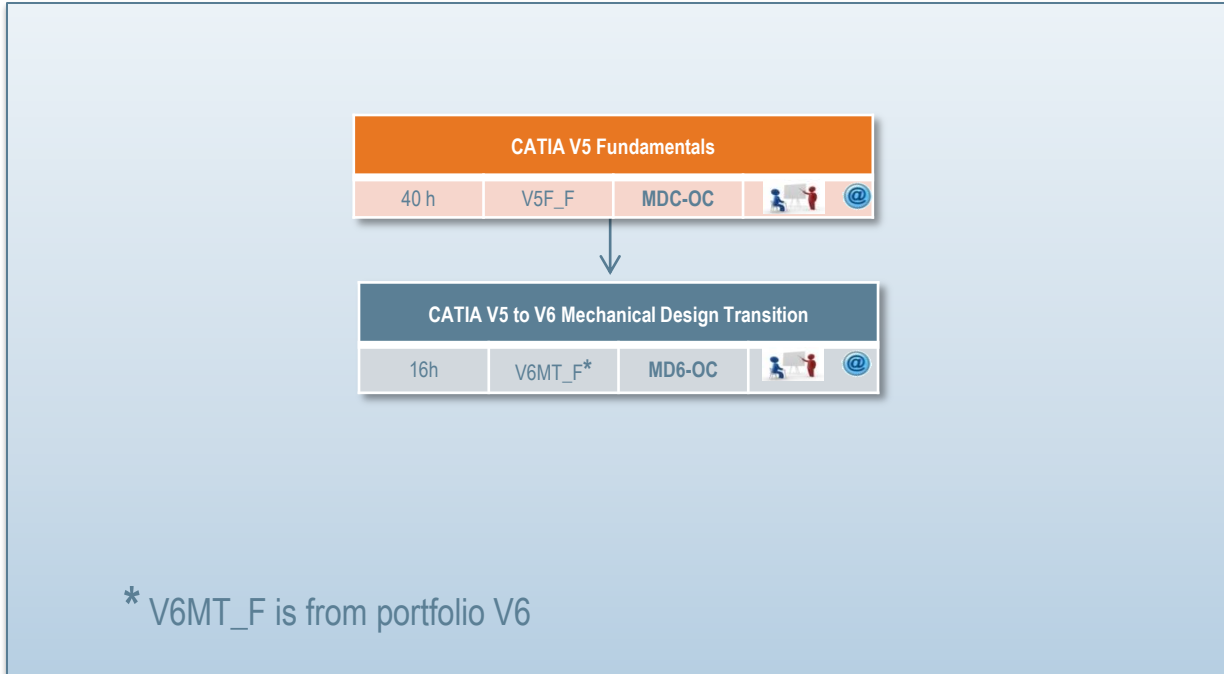 CATIA V5 Fundamentals
40 h V5F_F MDC-OC @
CATIA V5 to V6 Mechanical Design Transition
16h V6MT_F* MD6-OC @
* V6MT_F is from portfolio V6